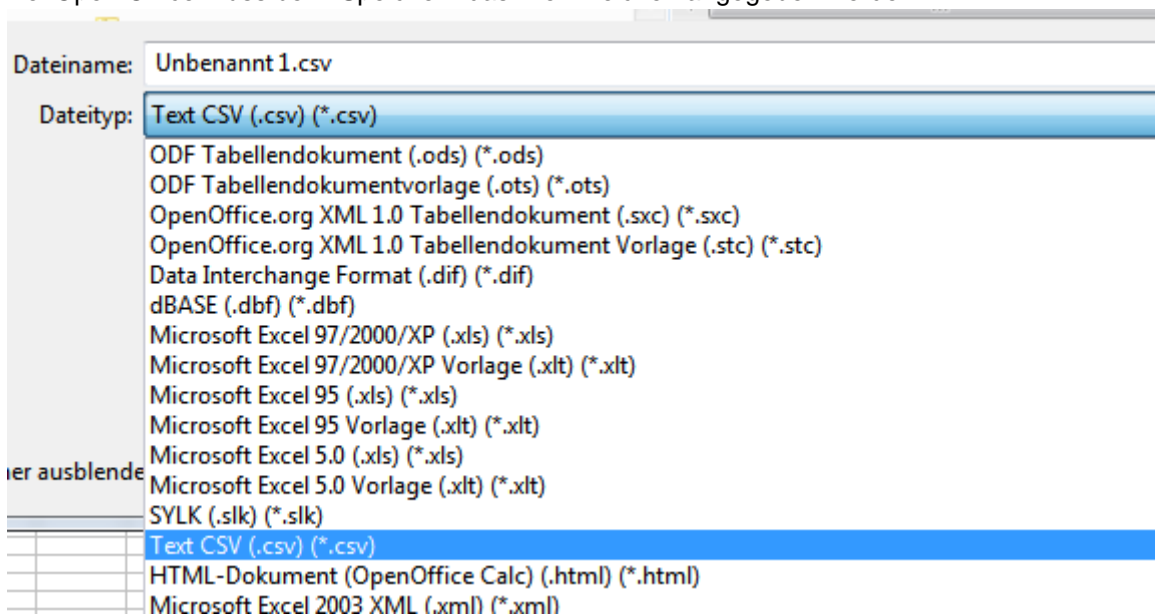 Dateiname: Unbenannt 1.csv
Dateityp: Text CSV (.csv) (*.csv)
ODF Tabellendokument (.ods) (*.ods)
ODF Tabellendokumentvorlage (.ots) (*.ots)
OpenOffice.org XML 1.0 Tabellendokument (.sxc) (*.sxc)
OpenOffice.org XML 1.0 Tabellendokument Vorlage (.stc) (*.stc)
Data Interchange Format (.dif) (*.dif)
dBASE (.dbf) (*.dbf)
Microsoft Excel 97/2000/XP (.xls) (*.xls)
Microsoft Excel 97/2000/XP Vorlage (.xlt) (*.xlt)
Microsoft Excel 95 (.xls) (*.xls)
Microsoft Excel 95 Vorlage (.xlt) (*.xlt)
Microsoft Excel 5.0 (.xls) (*.xls)
ner ausblende
Microsoft Excel 5.0 Vorlage (.xlt) (*.xlt)
SYLK (.slk) (*.slk)
Text CSV (.csv) (*.csv)
HTML-Dokument (OpenOffice Calc) (.html) (*.html)
Microsoft Excel 2003 XML (.xml) (*.xml)